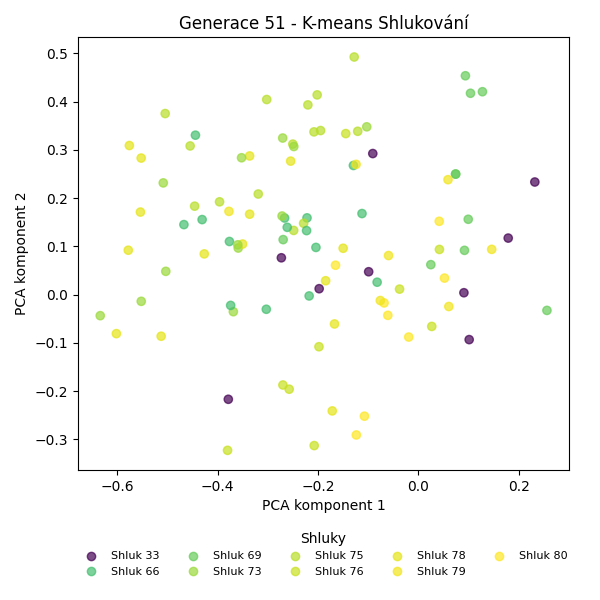 Generace 51 - K-means Shlukování
PCA komponent 2
0.5
0.4
0.3
0.2
0.1
0.0
−0.1
−0.2
−0.3
−0.6 −0.4 −0.2 0.0 0.2
PCA komponent 1
Shluky
Shluk 33 Shluk 69 Shluk 75 Shluk 78 Shluk 80
Shluk 66 Shluk 73 Shluk 76 Shluk 79